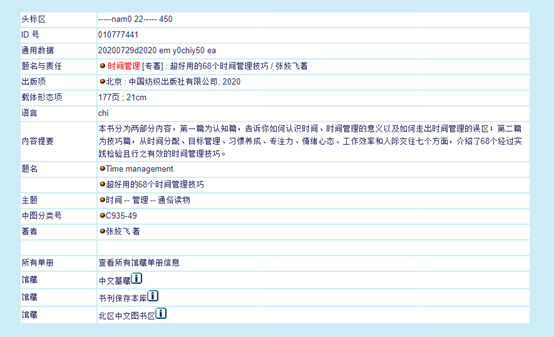 头标区 -----nam0 22----- 450
ID 号 010777441
通用数据 20200729d2020 em y0chiy50 ea
题名与责任 时间管理 [专著] : 超好用的68个时间管理技巧 / 张笑飞著
出版项 北京 : 中国纺织出版社有限公司, 2020
载体形态项 177页 ; 21cm
语言 chi
内容提要 本书分为两部分内容，第一篇为认知篇，告诉你如何认识时间、时间管理的意义以及如何走出时间管理的误区；第二篇
为技巧篇，从时间分配、目标管理、习惯养成、专注力、情绪心态、工作效率和人际交往七个方面，介绍了68个经过实
践检验且行之有效的时间管理技巧。
题名 Time management
超好用的68个时间管理技巧
主题 时间 -- 管理 -- 通俗读物
中图分类号 C935-49
著者 张笑飞 著
所有单册 查看所有馆藏单册信息
馆藏 中文基藏
馆藏 书刊保存本库
馆藏 北区中文图书区